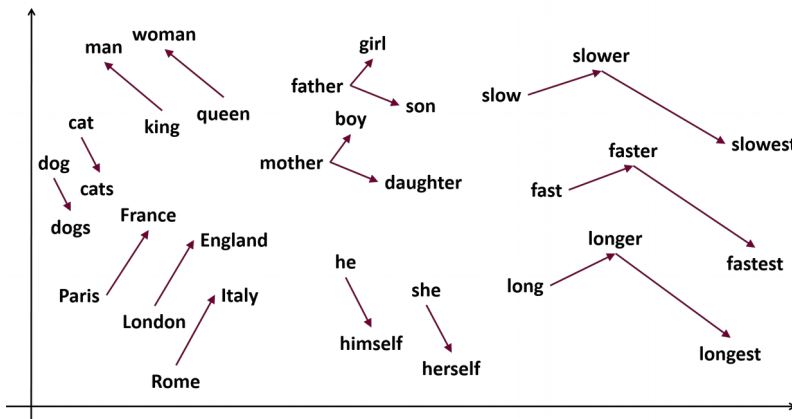 man
woman
king
queen
cat
cats
dog
dogs
France
England
Italy
Paris
London
Rome
girl
father
son
boy
mother
daughter
he
himself
she
herself
slow
slower
slowest
fast
faster
fastest
long
longer
longest